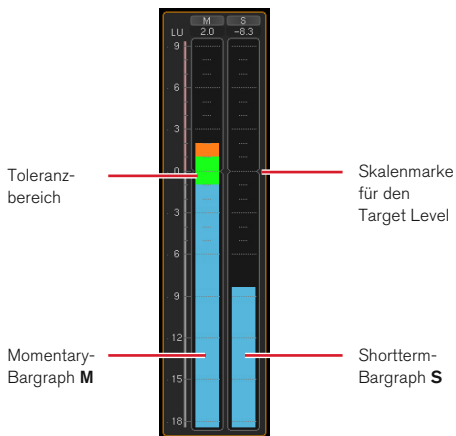 M S
LU 2.0 -8.3
9
6
3
0
3
6
9
12
15
18
Toleranz-
bereich
Momentary-
Bargraph M
Skalenmarke
für den
Target Level
Shortterm-
Bargraph S